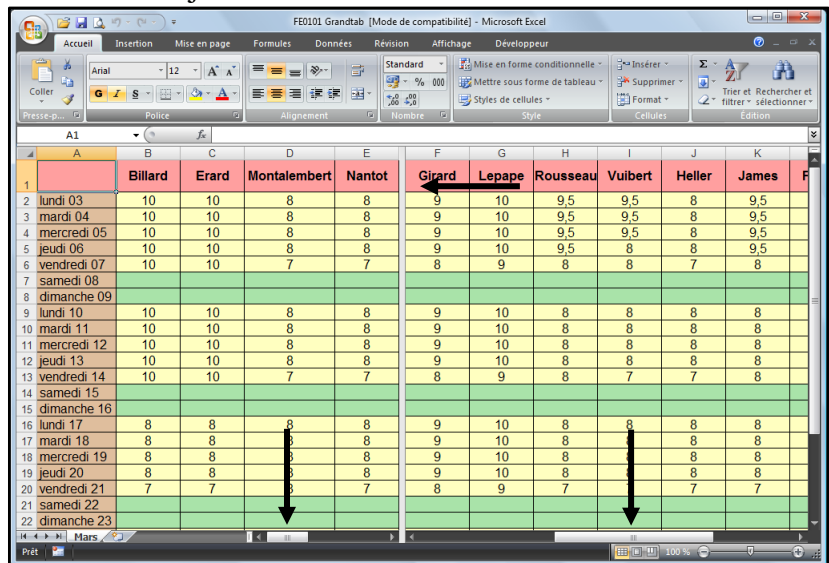 FE0101 Grandtab [Mode de compatibilité] - Microsoft Excel
Accueil Insertion Mise en page Formules Données Révision Affichage Développeur
Coller Arial 12 A A Standard Mise en forme conditionnelle Insérer Σ
G I S A % 000 Mettre sous forme de tableau Supprimer Trier et filtrer Rechercher et sélectionner
,00 ,0 Styles de cellules Format
Presse-p... Police Alignement Nombre Style Cellules Édition
A1 fx
A B C D E F G H I J K
1 Billard Erard Montalembert Nantot Girard Lepape Rousseau Vuibert Heller James
2 lundi 03 10 10 8 8 9 10 9,5 9,5 8 9,5
3 mardi 04 10 10 8 8 9 10 9,5 9,5 8 9,5
4 mercredi 05 10 10 8 8 9 10 9,5 9,5 8 9,5
5 jeudi 06 10 10 8 8 9 10 9,5 8 8 9,5
6 vendredi 07 10 10 7 7 8 9 8 8 7 8
7 samedi 08
8 dimanche 09
9 lundi 10 10 10 8 8 9 10 8 8 8 8
10 mardi 11 10 10 8 8 9 10 8 8 8 8
11 mercredi 12 10 10 8 8 9 10 8 8 8 8
12 jeudi 13 10 10 8 8 9 10 8 8 8 8
13 vendredi 14 10 10 7 7 8 9 8 7 7 8
14 samedi 15
15 dimanche 16
16 lundi 17 8 8 8 8 9 10 8 8 8 8
17 mardi 18 8 8 8 9 10 8 8 8
18 mercredi 19 8 8 8 9 10 8 8 8
19 jeudi 20 8 8 8 9 10 8 8 8
20 vendredi 21 7 7 7 8 9 7 7 7
21 samedi 22
22 dimanche 23
Mars
Prêt 100 %